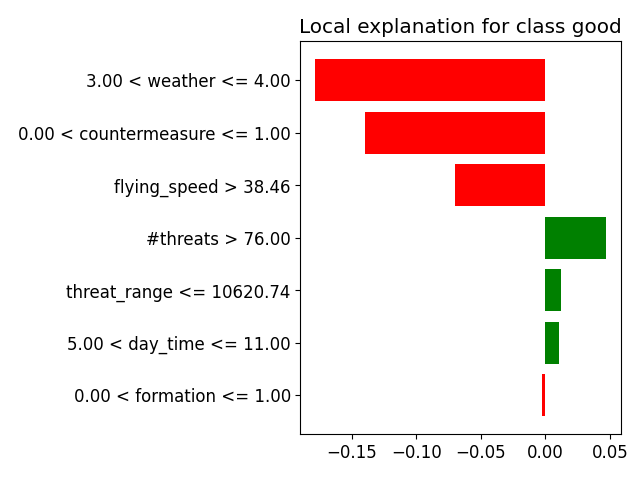 Local explanation for class good
3.00 < weather <= 4.00
0.00 < countermeasure <= 1.00
flying_speed > 38.46
#threats > 76.00
threat_range <= 10620.74
5.00 < day_time <= 11.00
0.00 < formation <= 1.00
−0.15 −0.10 −0.05 0.00 0.05